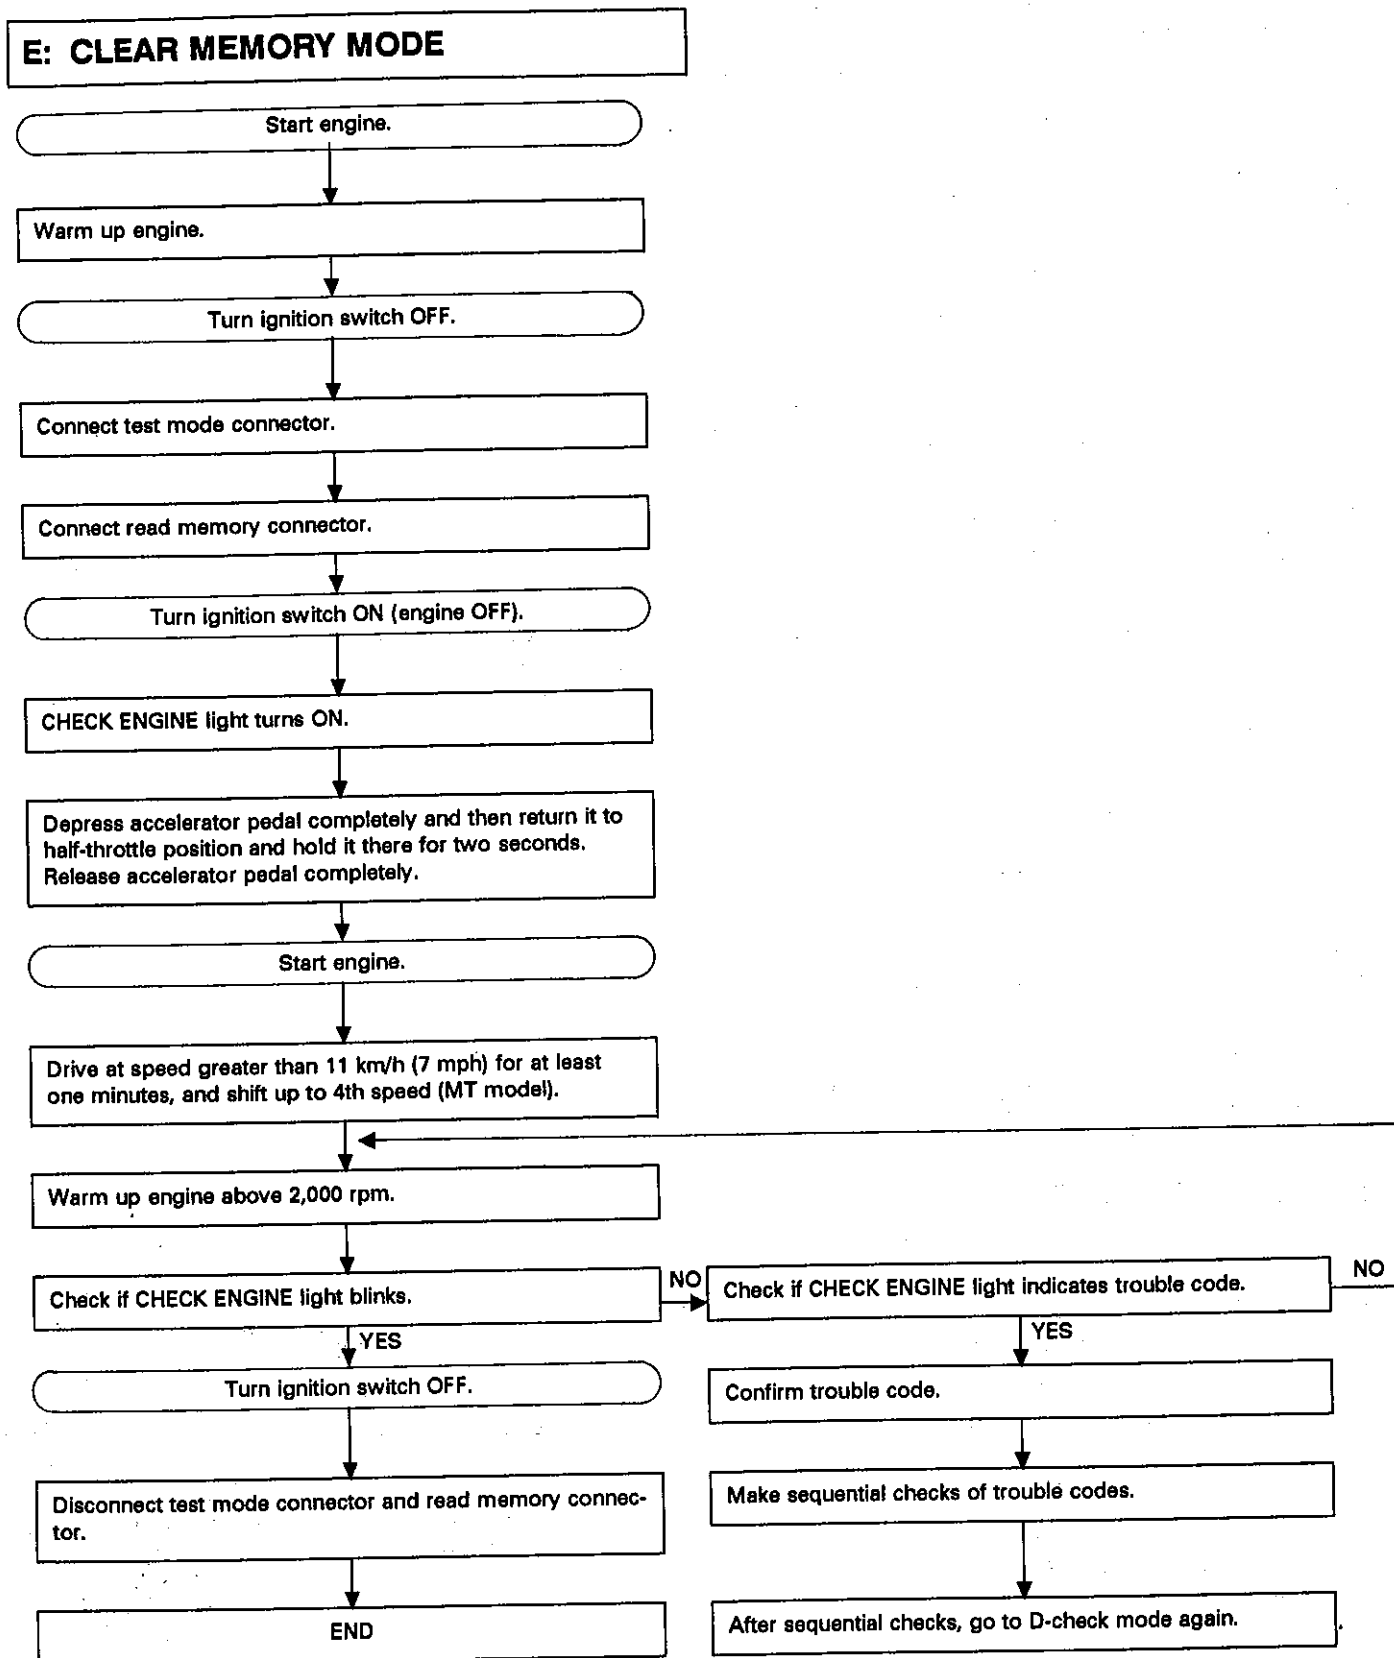 E: CLEAR MEMORY MODE
Start engine.
Warm up engine.
Turn ignition switch OFF.
Connect test mode connector.
Connect read memory connector.
Turn ignition switch ON (engine OFF).
CHECK ENGINE light turns ON.
Depress accelerator pedal completely and then return it to
half-throttle position and hold it there for two seconds.
Release accelerator pedal completely.
Start engine.
Drive at speed greater than 11 km/h (7 mph) for at least
one minutes, and shift up to 4th speed (MT model).
Warm up engine above 2,000 rpm.
Check if CHECK ENGINE light blinks.
NO
Check if CHECK ENGINE light indicates trouble code.
NO
YES
YES
Turn ignition switch OFF.
Confirm trouble code.
Disconnect test mode connector and read memory connec-
tor.
Make sequential checks of trouble codes.
END
After sequential checks, go to D-check mode again.